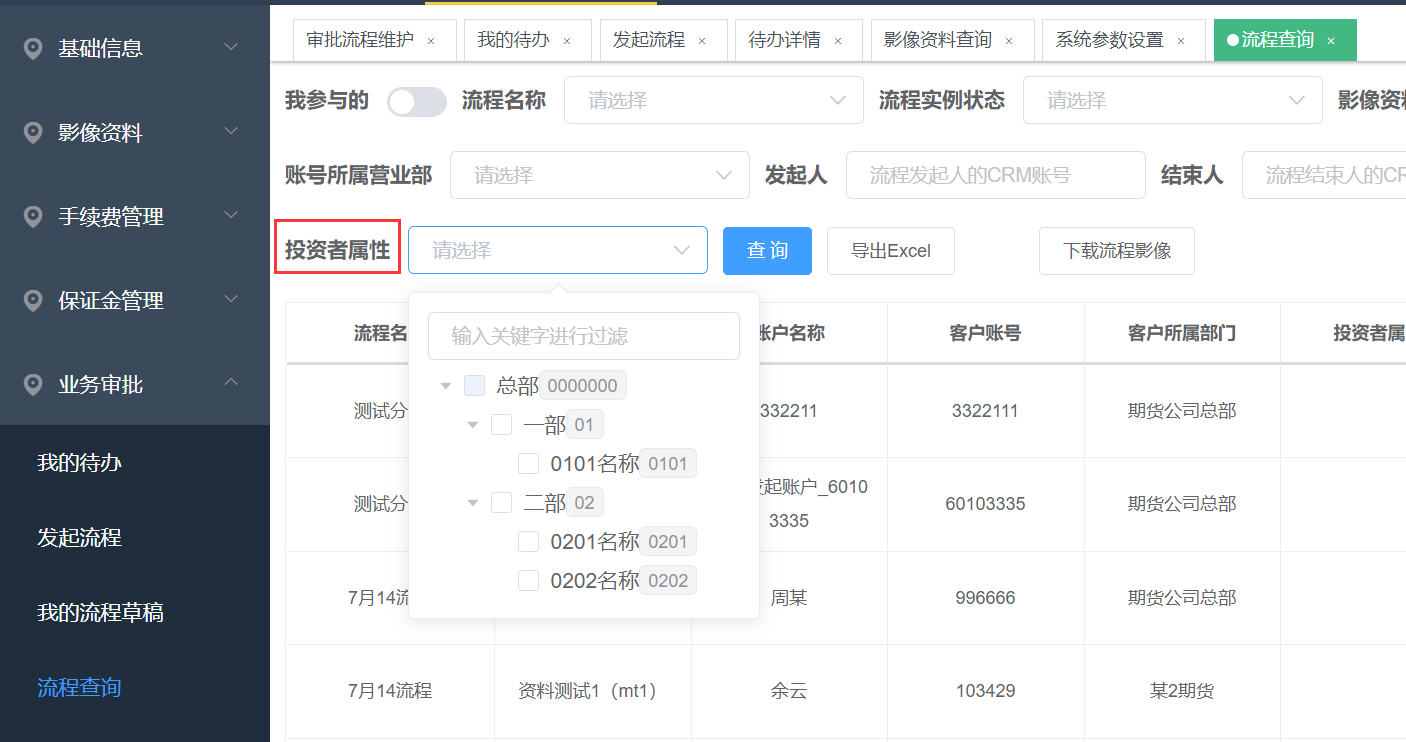 审批流程维护 × 我的待办 × 发起流程 × 待办详情 × 影像资料查询 × 系统参数设置 × 流程查询 ×
基础信息
影像资料
手续费管理
保证金管理
业务审批
我的待办
发起流程
我的流程草稿
流程查询
我参与的 流程名称 请选择 流程实例状态 请选择 影像资料
账号所属营业部 请选择 发起人 流程发起人的CRM账号 结束人 流程结束人的CR
投资者属性 请选择 查询 导出Excel 下载流程影像
输入关键字进行过滤
总部 0000000
一部 01
0101名称 0101
二部 02
0201名称 0201
0202名称 0202
流程名 账户名称 客户账号 客户所属部门 投资者属
测试分 332211 3322111 期货公司总部
测试分 发起账户_6010 60103335 期货公司总部
3335
7月14流 周某 996666 期货公司总部
7月14流程 资料测试1（mt1） 余云 103429 某2期货